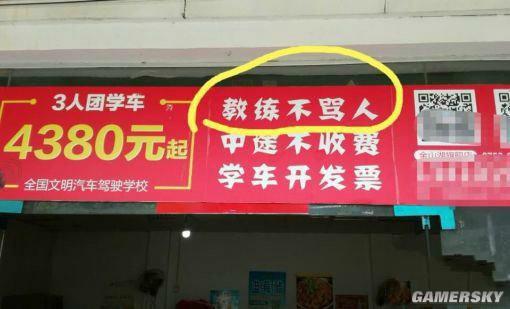 3人团学车
4380元起
全国文明汽车驾驶学校
教练不骂人
中途不收费
学车开发票
GAMERSKY